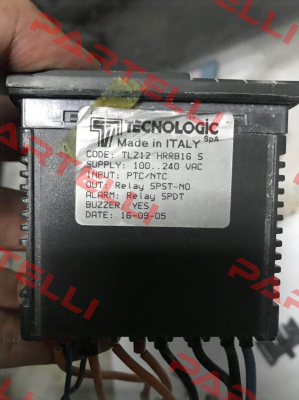 PARTELLI
TECNOLOGIC SpA
Made in ITALY
CODE: TLZ12 HRRB16 S
SUPPLY: 100..240 VAC
INPUT: PTC/NTC
OUT: Relay SPST-NO
ALARM: Relay SPDT
BUZZER: YES
DATE: 16-09-05
PARTELLI
PARTELLI